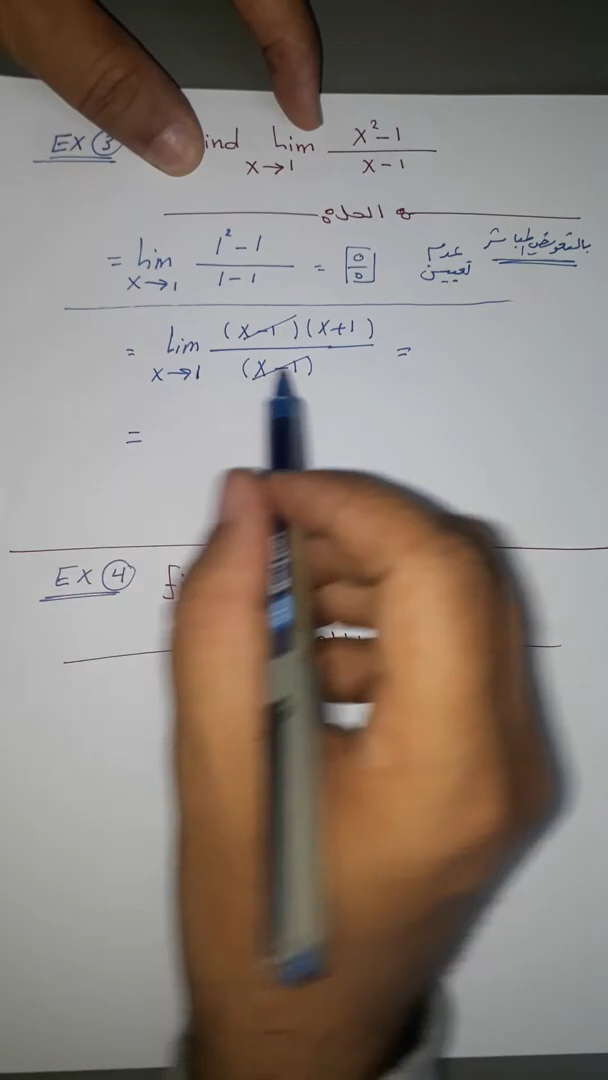 EX ③ ind lim x→1 x²-1 / x-1
الحل:
= lim x→1 1²-1 / 1-1 = 0/0 عدم تعيين بالتعويض المباشر
= lim x→1 (x-1)(x+1) / (x-1) =
=
EX ④ fi